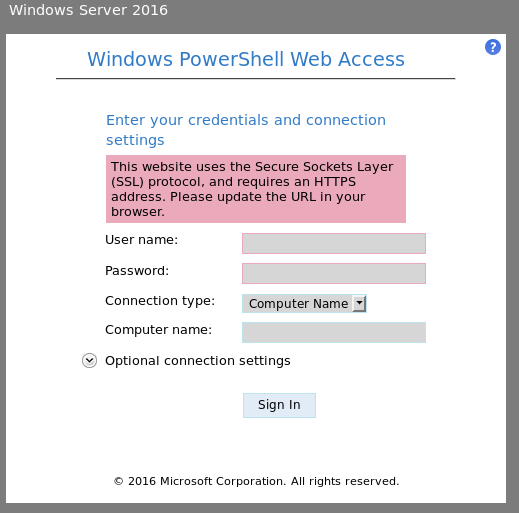 Windows Server 2016
?
Windows PowerShell Web Access
Enter your credentials and connection
settings
This website uses the Secure Sockets Layer
(SSL) protocol, and requires an HTTPS
address. Please update the URL in your
browser.
User name:
Password:
Connection type: Computer Name
Computer name:
Optional connection settings
Sign In
© 2016 Microsoft Corporation. All rights reserved.